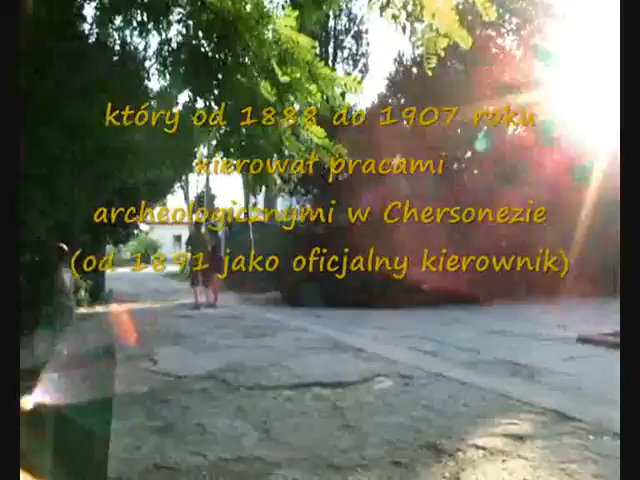 który od 1888 do 1907 roku
kierował pracami
archeologicznymi w Chersonezie
(od 1891 jako oficjalny kierownik)